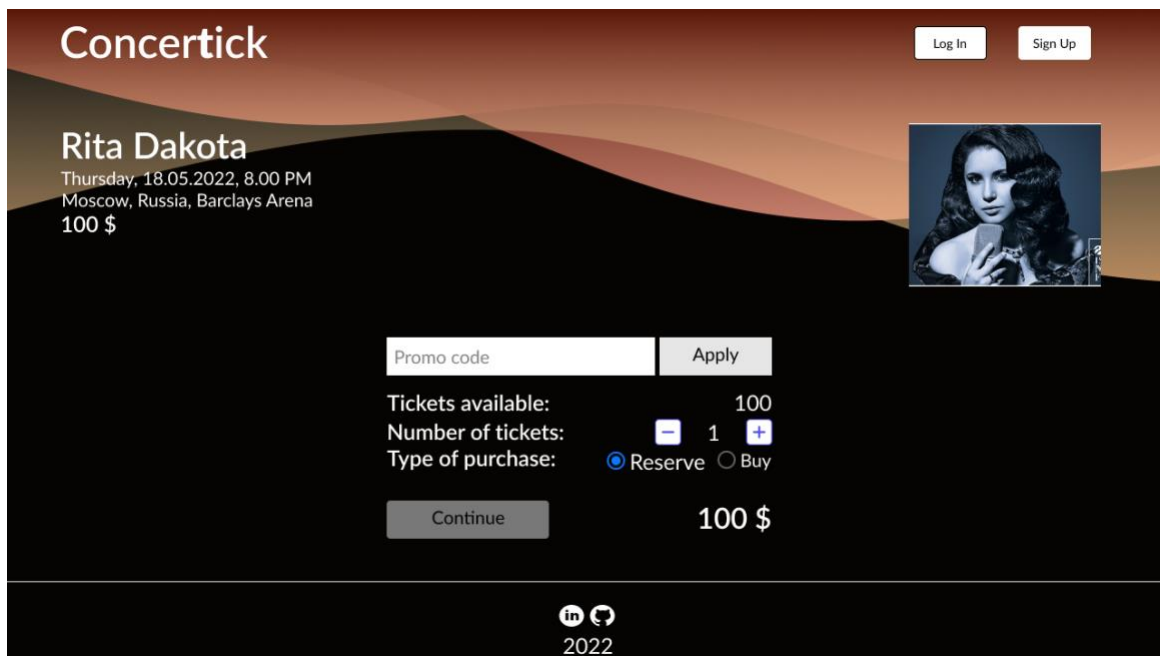 Concertick
Log In
Sign Up
Rita Dakota
Thursday, 18.05.2022, 8.00 PM
Moscow, Russia, Barclays Arena
100 $
Promo code
Apply
Tickets available: 100
Number of tickets: − 1 +
Type of purchase: Reserve Buy
Continue 100 $
in
2022